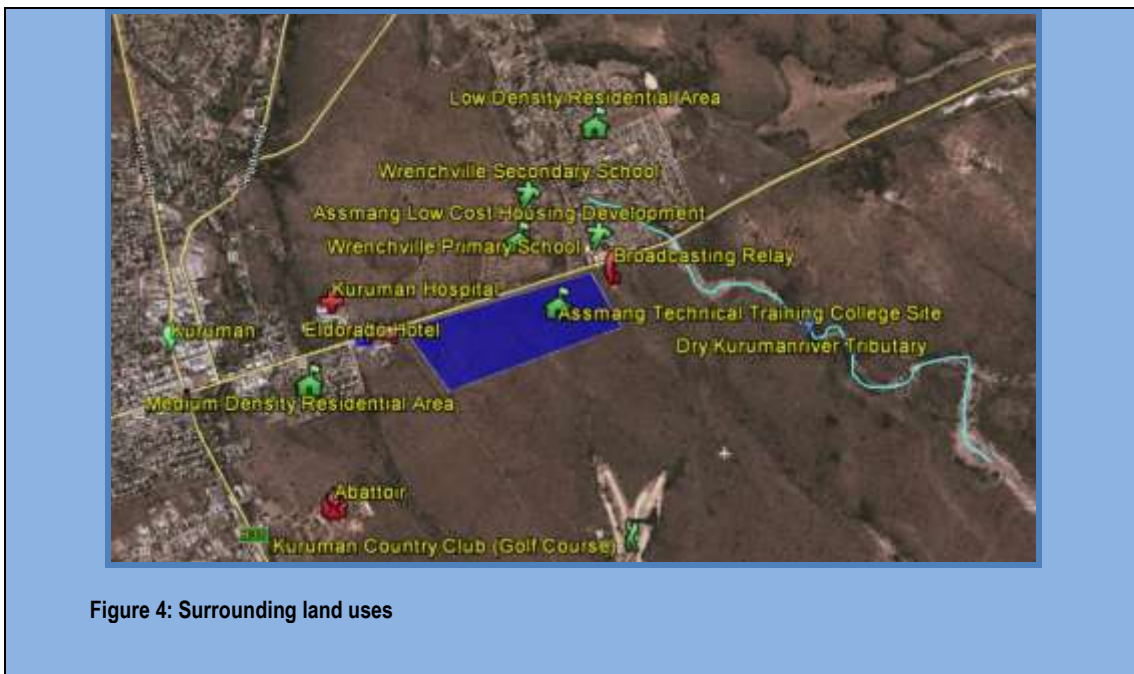 Low Density Residential Area
Wrenchville Secondary School
Assmang Low Cost Housing Development
Wrenchville Primary School
Broadcasting Relay
Kuruman Hospital
Assmang Technical Training College Site
Kuruman
Eldorado Hotel
Dry Kurumanriver Tributary
Medium Density Residential Area
Abattoir
Kuruman Country Club (Golf Course)
Figure 4: Surrounding land uses